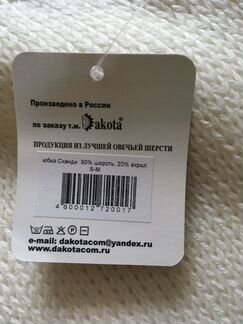 Произведено в России
по заказу т.м. Dakota®
ПРОДУКЦИЯ ИЗ ЛУЧШЕЙ ОВЕЧЬЕЙ ШЕРСТИ
юбка Сканди 80% шерсть, 20% акрил
S-M
4 600012 720017
e-mail: dakotacom@yandex.ru
www.dakotacom.ru